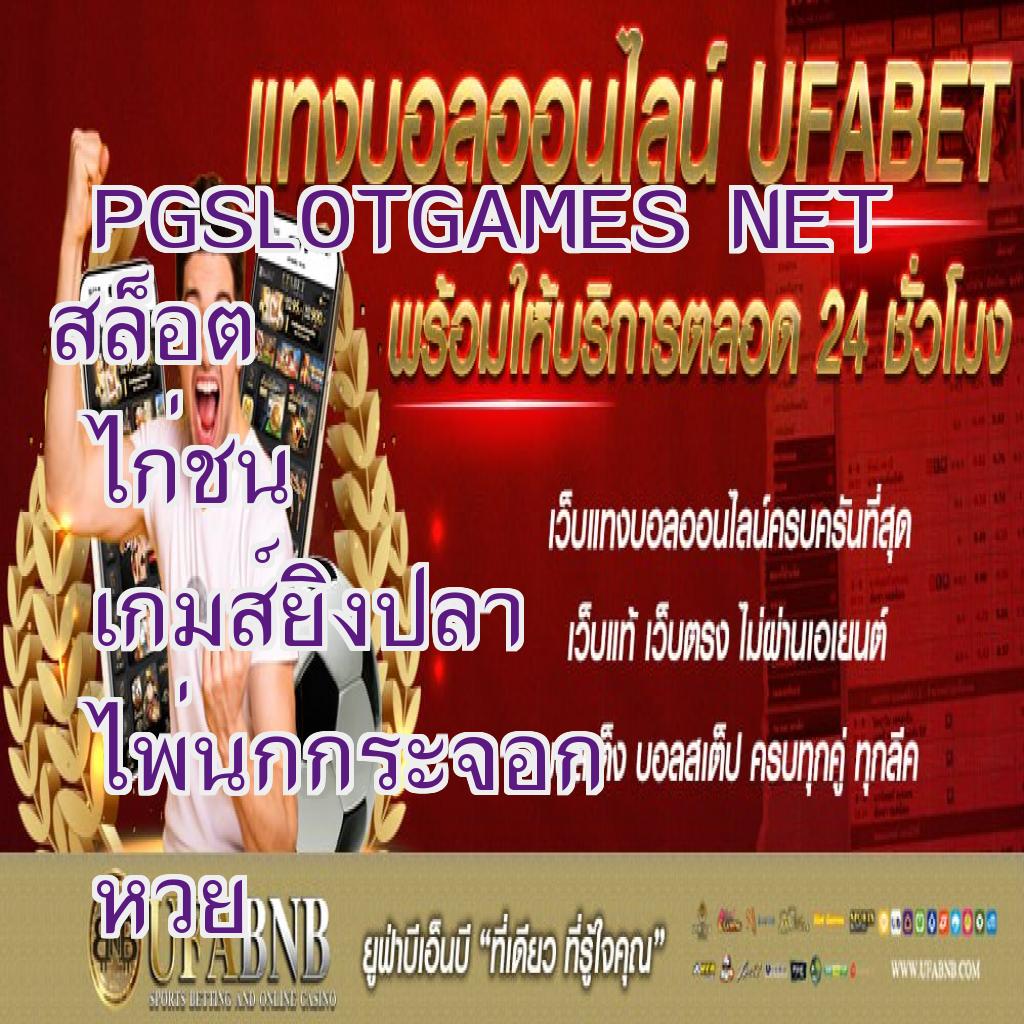 แทงบอลออนไลน์ UFABET
PGSLOTGAMES NET
พร้อมให้บริการตลอด 24 ชั่วโมง
สล็อต
ไก่ชน
เว็บแทงบอลออนไลน์ครบครันที่สุด
เกมส์ยิงปลา
เว็บแท้ เว็บตรง ไม่ผ่านเอเยนต์
ไพ่นกกระจอก
บอลสเต็ป ครบทุกคู่ ทุกลีค
หวย
UFABNB
SPORTS BETTING AND ONLINE CASINO
ยูฟ่าบีเอ็นบี “ที่เดียว ที่รู้ใจคุณ”
WWW.UFABNB.COM